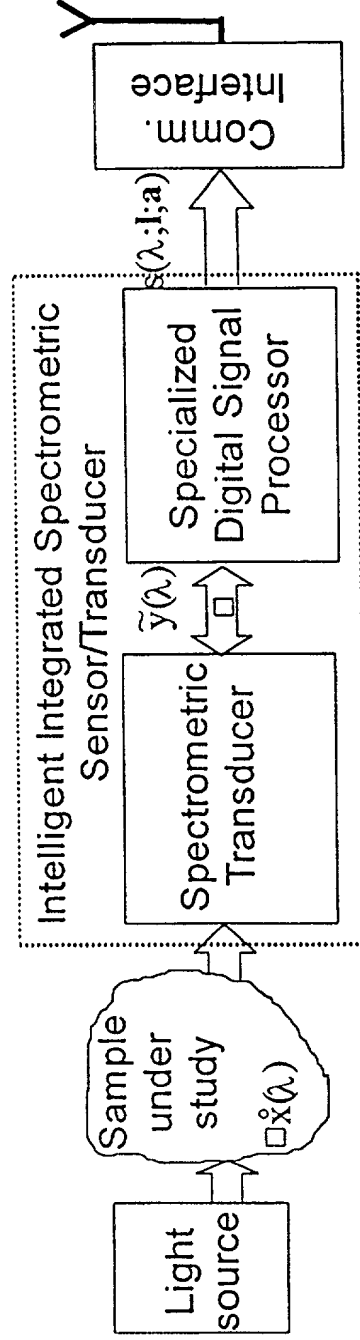 Light
source
Sample
under
study
□x̊(λ)
Intelligent Integrated Spectrometric
Sensor/Transducer
Spectrometric
Transducer
ỹ(λ)
□
Specialized
Digital Signal
Processor
s(λ;l;a)
Comm.
Interface